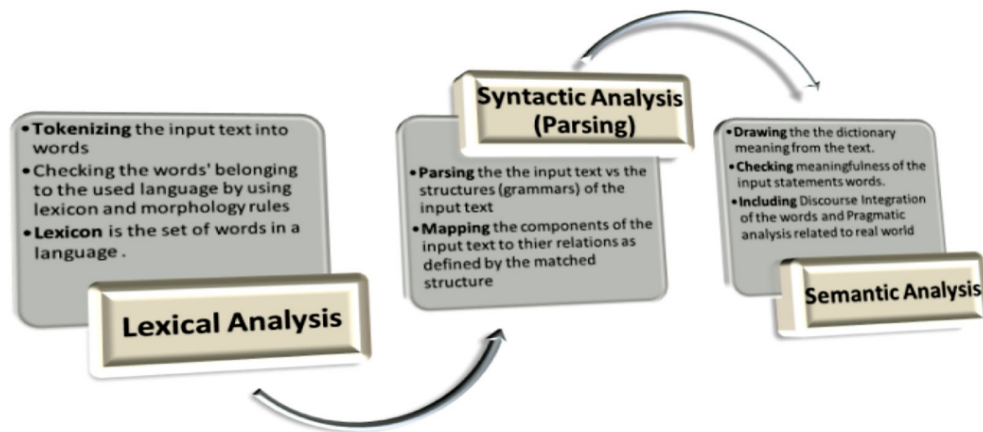 •Tokenizing the input text into
words
•Checking the words' belonging
to the used language by using
lexicon and morphology rules
•Lexicon is the set of words in a
language .
Lexical Analysis
Syntactic Analysis
(Parsing)
•Parsing the the input text vs the
structures (grammars) of the
input text
•Mapping the components of the
input text to thier relations as
defined by the matched
structure
•Drawing the the dictionary
meaning from the text.
•Checking meaningfulness of the
input statements words.
•Including Discourse Integration
of the words and Pragmatic
analysis related to real world
Semantic Analysis